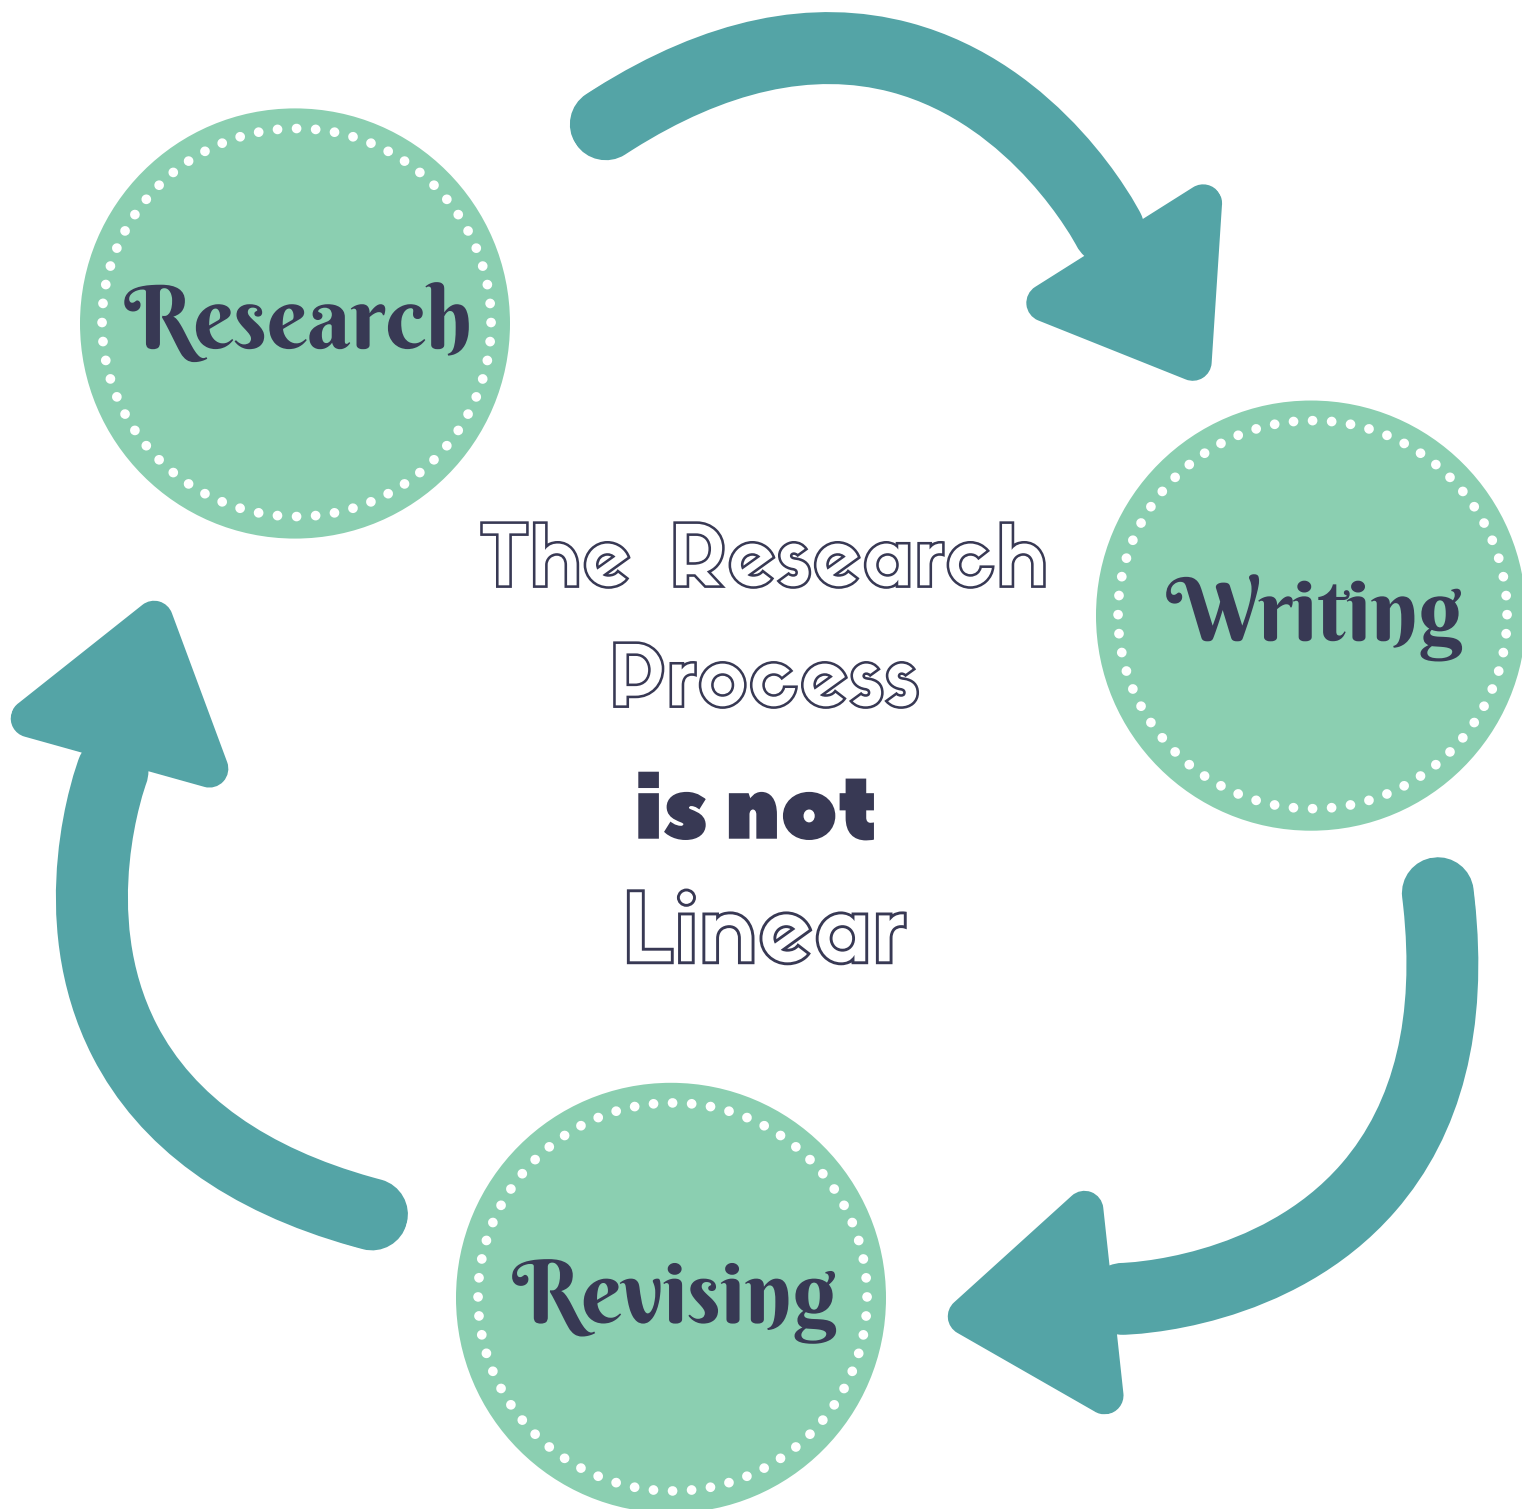 Research
The Research
Process
is not
Linear
Writing
Revising